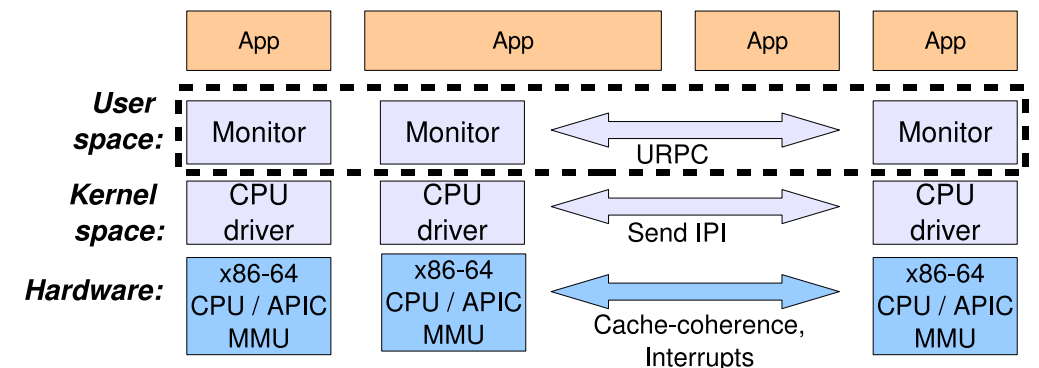 App App App App
User
space:
Monitor Monitor Monitor
URPC
Kernel
space:
CPU
driver
CPU
driver
CPU
driver
Send IPI
Hardware:
x86-64
CPU / APIC
MMU
x86-64
CPU / APIC
MMU
x86-64
CPU / APIC
MMU
Cache-coherence,
Interrupts